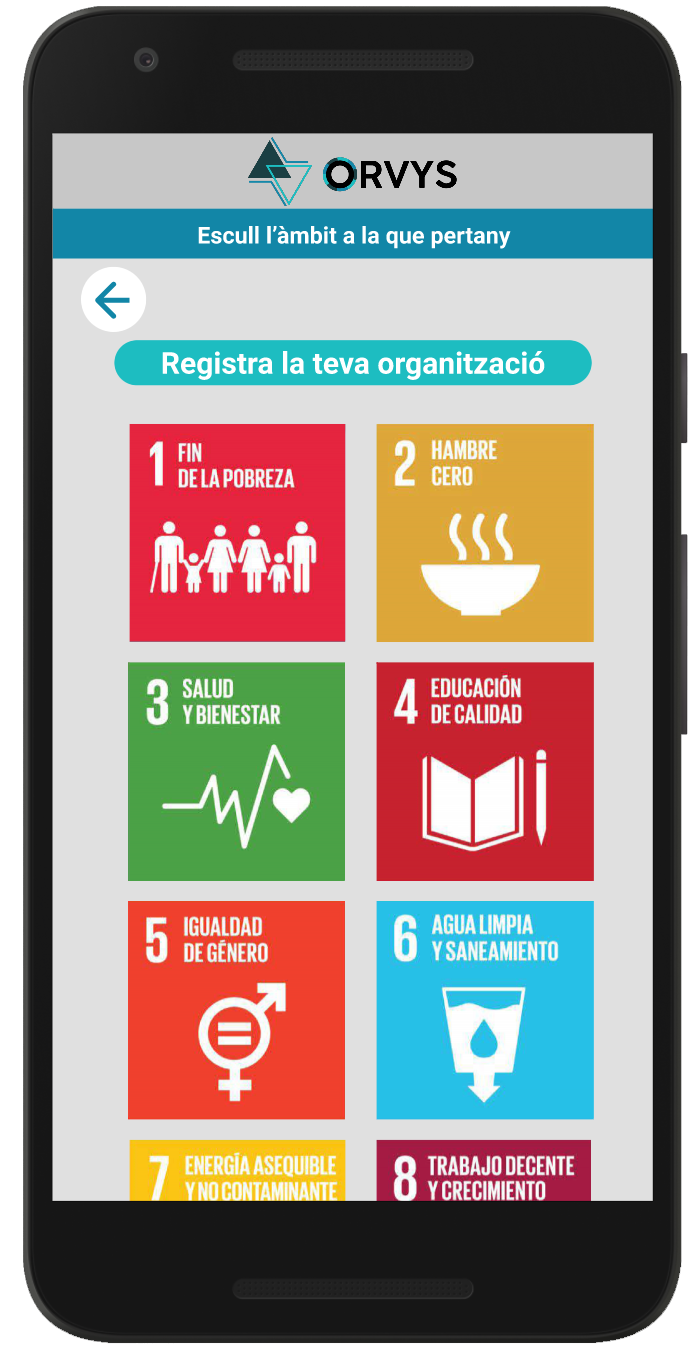 ORVYS
Escull l'àmbit a la que pertany
Registra la teva organització
1 FIN
DE LA POBREZA
2 HAMBRE
CERO
3 SALUD
Y BIENESTAR
4 EDUCACIÓN
DE CALIDAD
5 IGUALDAD
DE GÉNERO
6 AGUA LIMPIA
Y SANEAMIENTO
7 ENERGÍA ASEQUIBLE
Y NO CONTAMINANTE
8 TRABAJO DECENTE
Y CRECIMIENTO